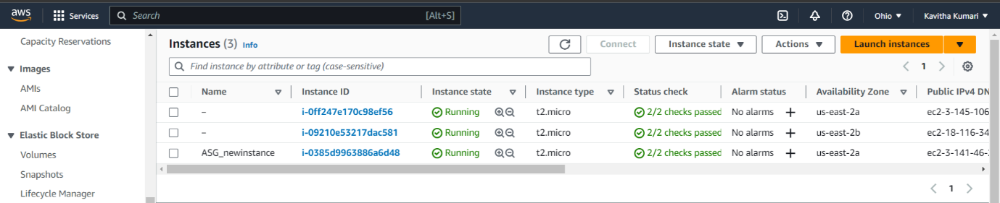 aws Services Search [Alt+S] Ohio Kavitha Kumari
Capacity Reservations
Images
AMIs
AMI Catalog
Elastic Block Store
Volumes
Snapshots
Lifecycle Manager
Instances (3) Info Connect Instance state Actions Launch instances
Find instance by attribute or tag (case-sensitive) 1
Name Instance ID Instance state Instance type Status check Alarm status Availability Zone Public IPv4 DN
– i-0ff247e170c98ef56 Running t2.micro 2/2 checks passed No alarms + us-east-2a ec2-3-145-106
– i-09210e53217dac581 Running t2.micro 2/2 checks passed No alarms + us-east-2b ec2-18-116-34
ASG_newinstance i-0385d9963886a6d48 Running t2.micro 2/2 checks passed No alarms + us-east-2a ec2-3-141-46-
1